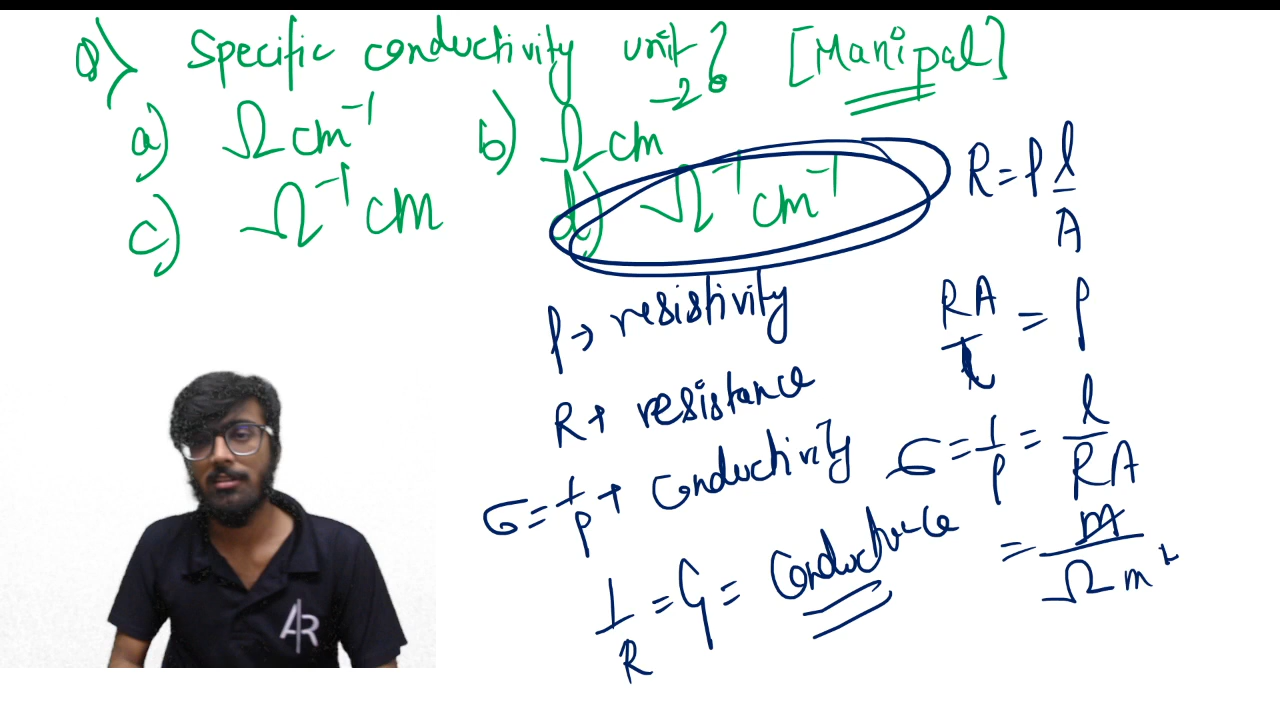 Q> Specific conductivity unit? [Manipal]
a) Ω cm⁻¹ b) Ω cm⁻²
c) Ω⁻¹ cm d) Ω⁻¹ cm⁻¹
R = ρ l/A
ρ → resistivity
RA/l = ρ
R → resistance
σ = 1/ρ → conductivity
σ = 1/ρ = l/RA
= m/Ω m²
1/R = G = Conductance
AR